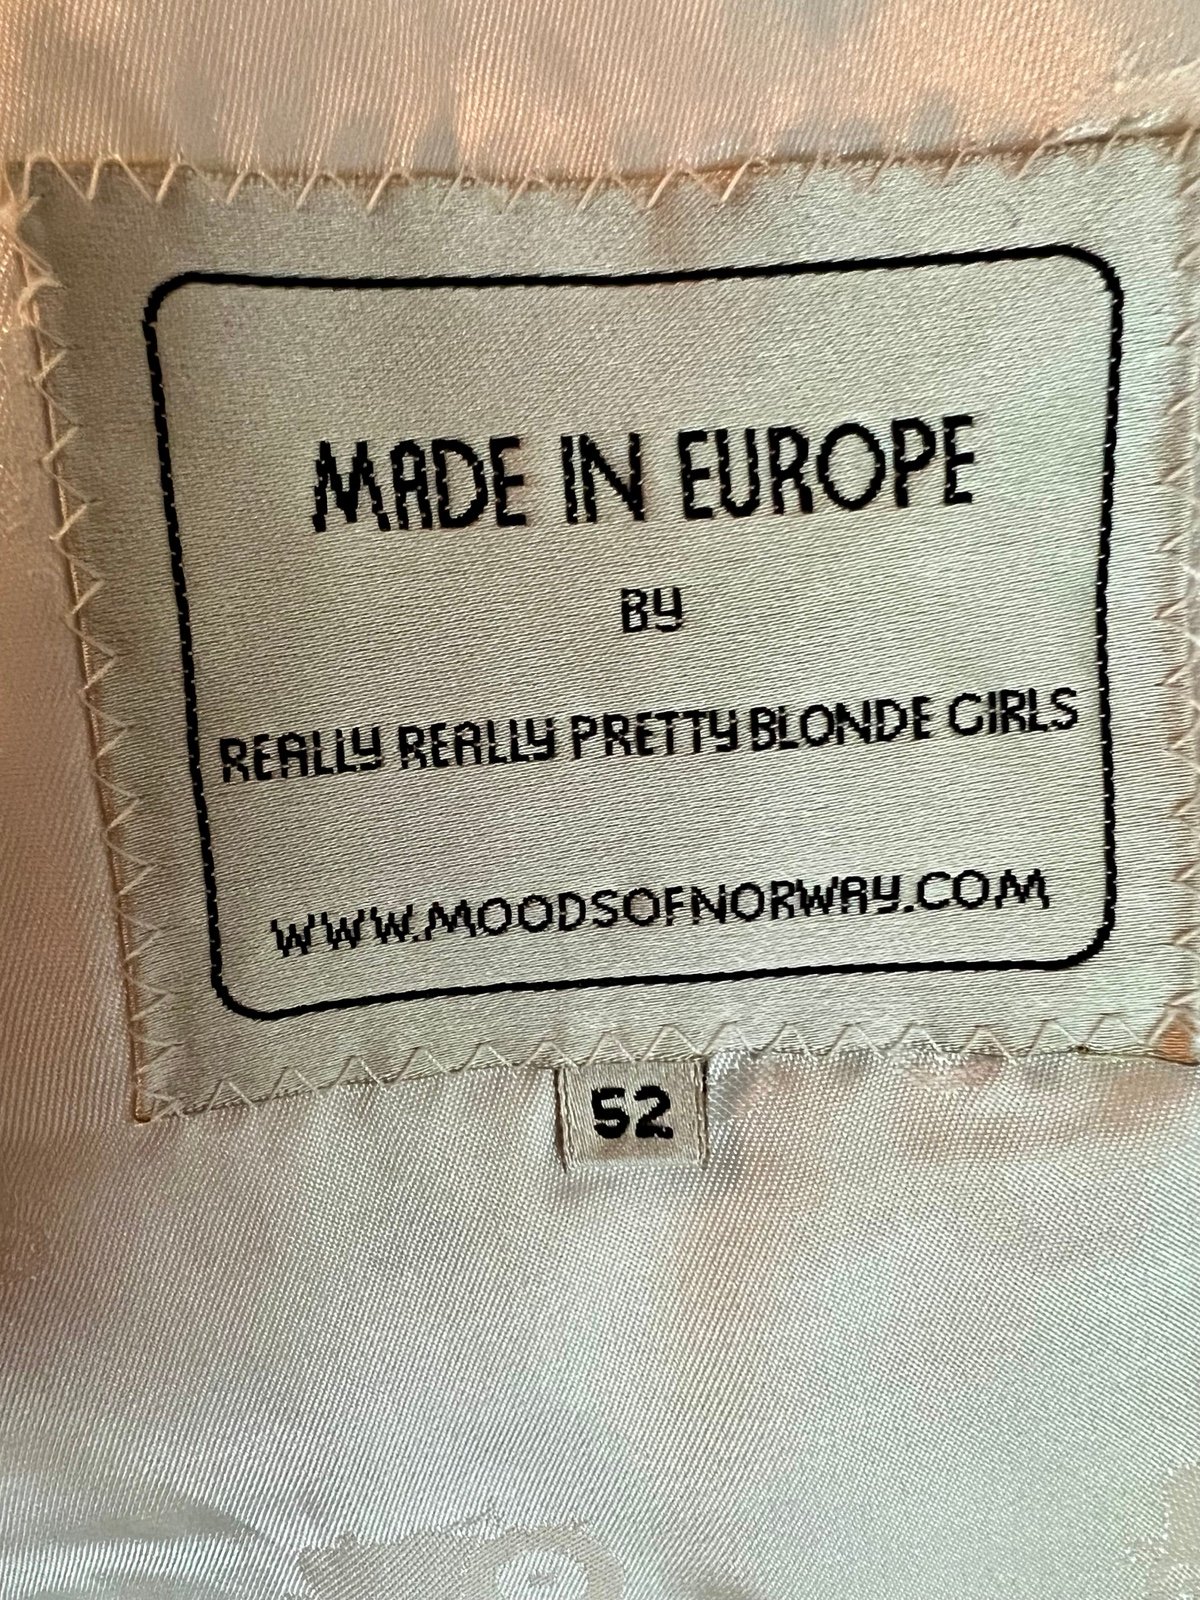 MADE IN EUROPE
BY
REALLY REALLY PRETTY BLONDE GIRLS
WWW.MOODSOFNORWAY.COM
52